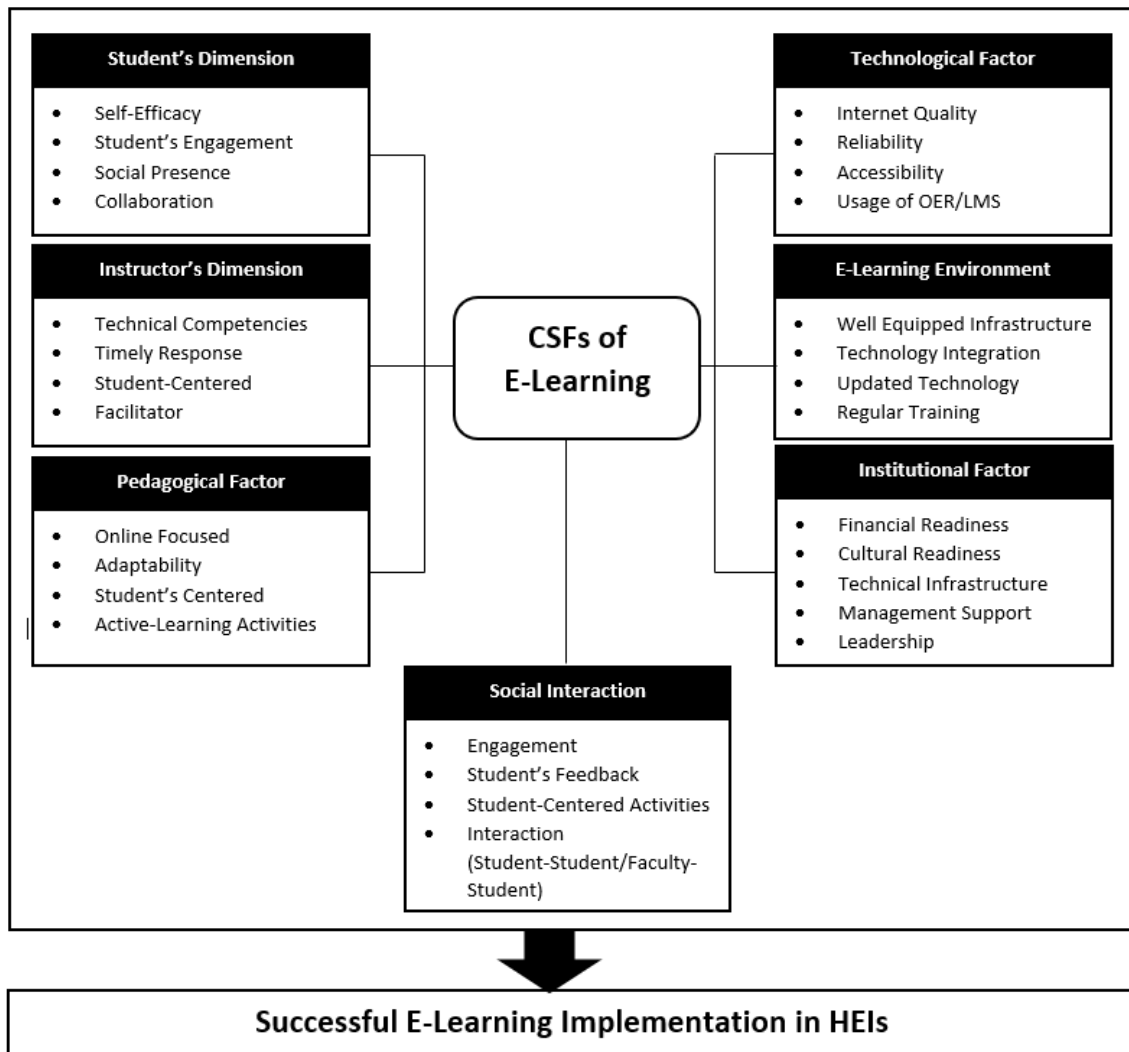 Student’s Dimension
• Self-Efficacy
• Student’s Engagement
• Social Presence
• Collaboration
Instructor’s Dimension
• Technical Competencies
• Timely Response
• Student-Centered
• Facilitator
Pedagogical Factor
• Online Focused
• Adaptability
• Student’s Centered
• Active-Learning Activities
CSFs of
E-Learning
Technological Factor
• Internet Quality
• Reliability
• Accessibility
• Usage of OER/LMS
E-Learning Environment
• Well Equipped Infrastructure
• Technology Integration
• Updated Technology
• Regular Training
Institutional Factor
• Financial Readiness
• Cultural Readiness
• Technical Infrastructure
• Management Support
• Leadership
Social Interaction
• Engagement
• Student’s Feedback
• Student-Centered Activities
• Interaction
(Student-Student/Faculty-
Student)
Successful E-Learning Implementation in HEIs